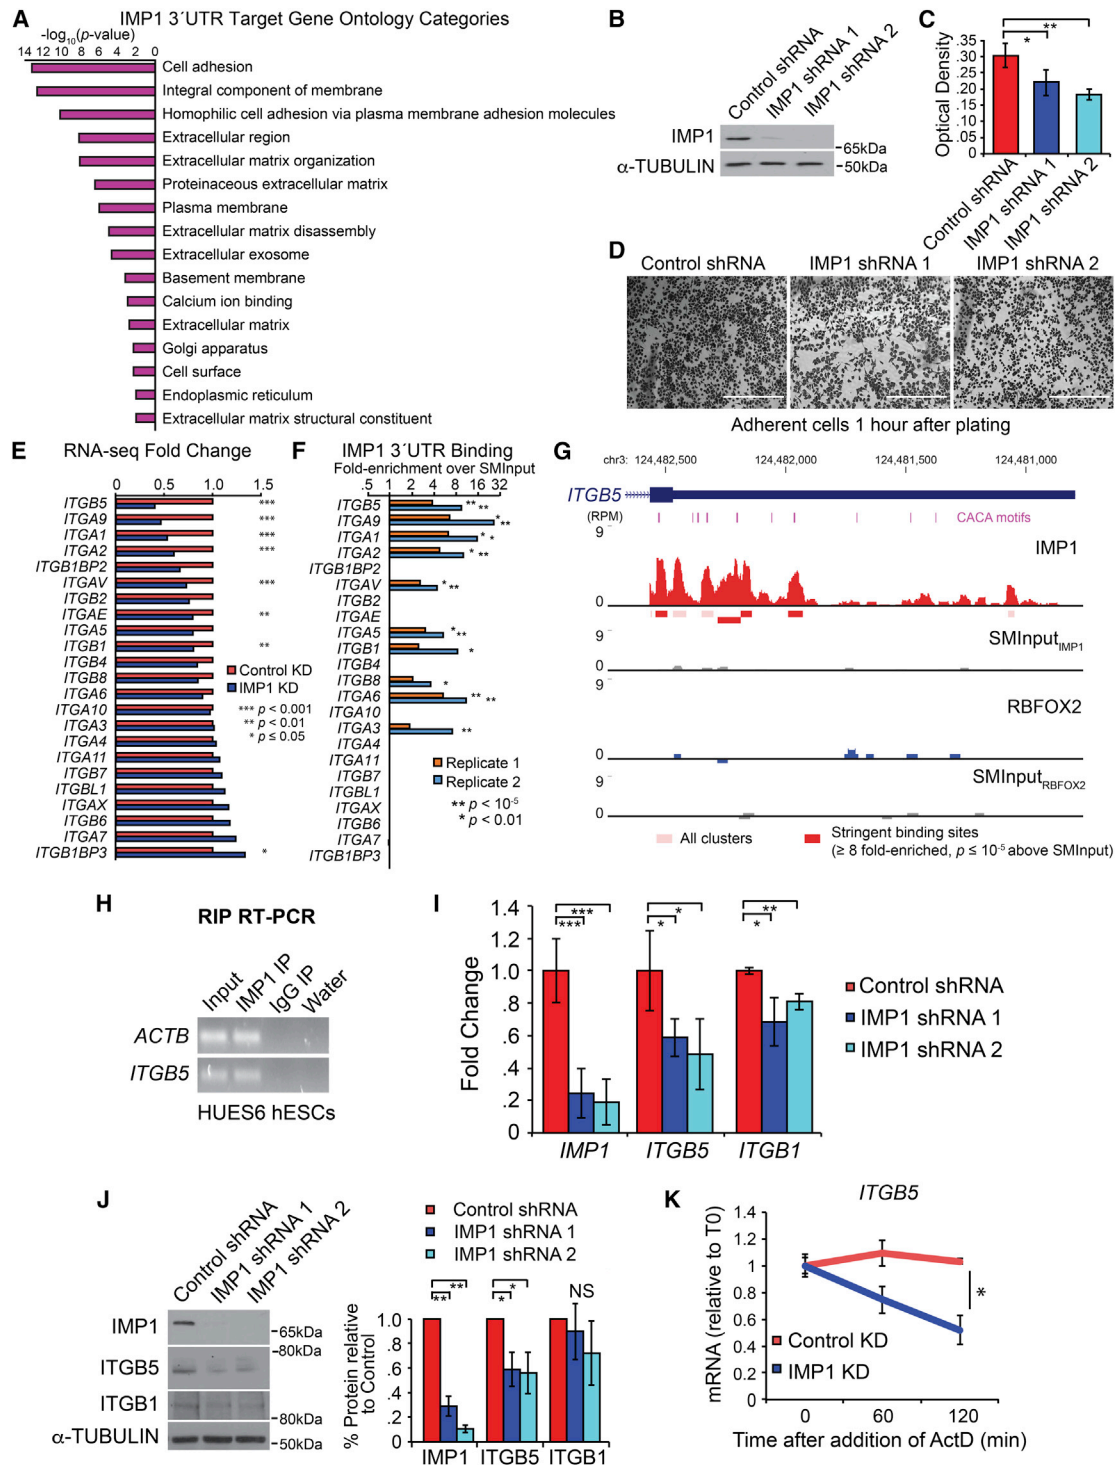 A
IMP1 3´UTR Target Gene Ontology Categories
-log10(p-value)
14 12 10 8 6 4 2 0
Cell adhesion
Integral component of membrane
Homophilic cell adhesion via plasma membrane adhesion molecules
Extracellular region
Extracellular matrix organization
Proteinaceous extracellular matrix
Plasma membrane
Extracellular matrix disassembly
Extracellular exosome
Basement membrane
Calcium ion binding
Extracellular matrix
Golgi apparatus
Cell surface
Endoplasmic reticulum
Extracellular matrix structural constituent
B
Control shRNA
IMP1 shRNA 1
IMP1 shRNA 2
IMP1
-65kDa
α-TUBULIN
-50kDa
C
** 
*
Optical Density
.35
.30
.25
.20
.15
.10
.05
0
Control shRNA
IMP1 shRNA 1
IMP1 shRNA 2
D
Control shRNA
IMP1 shRNA 1
IMP1 shRNA 2
Adherent cells 1 hour after plating
E
RNA-seq Fold Change
0 .5 1.0 1.5
ITGB5 ***
ITGA9 ***
ITGA1 ***
ITGA2 ***
ITGB1BP2
ITGAV ***
ITGB2
ITGAE **
ITGA5
ITGB1 **
ITGB4
ITGB8
ITGA6
ITGA10
ITGA3
ITGA4
ITGA11
ITGB7
ITGBL1
ITGAX
ITGB6
ITGA7
ITGB1BP3 *
Control KD
IMP1 KD
*** p < 0.001
** p < 0.01
* p ≤ 0.05
F
IMP1 3´UTR Binding
Fold-enrichment over SMInput
.5 1 2 4 8 16 32
ITGB5 ** **
ITGA9 * **
ITGA1 * *
ITGA2 * **
ITGB1BP2
ITGAV * **
ITGB2
ITGAE
ITGA5 * **
ITGB1 *
ITGB4
ITGB8 *
ITGA6 ** **
ITGA10
ITGA3 **
ITGA4
ITGA11
ITGB7
ITGBL1
ITGAX
ITGB6
ITGA7
ITGB1BP3
Replicate 1
Replicate 2
** p < 10-5
* p < 0.01
G
chr3: 124,482,500 124,482,000 124,481,500 124,481,000
ITGB5
(RPM)
CACA motifs
9
IMP1
0
9
SMInputIMP1
0
9
RBFOX2
0
9
SMInputRBFOX2
0
All clusters
Stringent binding sites
(≥ 8 fold-enriched, p ≤ 10-5 above SMInput)
H
RIP RT-PCR
Input
IMP1 IP
IgG IP
Water
ACTB
ITGB5
HUES6 hESCs
I
Fold Change
1.4
1.2
1.0
.8
.6
.4
.2
0
***
***
*
*
**
*
IMP1 ITGB5 ITGB1
Control shRNA
IMP1 shRNA 1
IMP1 shRNA 2
J
Control shRNA
IMP1 shRNA 1
IMP1 shRNA 2
IMP1
-65kDa
-80kDa
ITGB5
ITGB1
-80kDa
α-TUBULIN
-50kDa
Control shRNA
IMP1 shRNA 1
IMP1 shRNA 2
% Protein relative
to Control
1.0
.8
.6
.4
.2
0
**
**
*
*
NS
IMP1 ITGB5 ITGB1
K
ITGB5
mRNA (relative to T0)
1.4
1.2
1
0.8
0.6
0.4
0.2
0
*
Control KD
IMP1 KD
0 60 120
Time after addition of ActD (min)